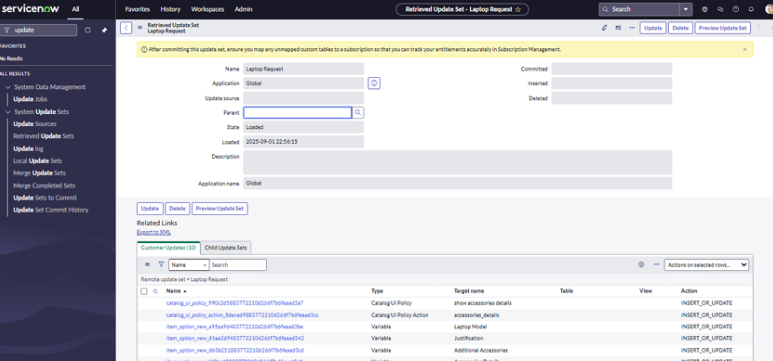 servicenow All Favorites History Workspaces Admin Retrieved Update Set - Laptop Request Search
update
FAVORITES
No Results
ALL RESULTS
System Data Management
Update Jobs
System Update Sets
Update Sources
Retrieved Update Sets
Update log
Local Update Sets
Merge Update Sets
Merge Completed Sets
Update Sets to Commit
Update Set Commit History
Retrieved Update Set
Laptop Request
Update Delete Preview Update Set
After committing this update set, ensure you map any unmapped custom tables to a subscription so that you can track your entitlements accurately in Subscription Management.
Name Laptop Request
Application Global
Update source
Parent
State Loaded
Loaded 2025-09-01 22:56:15
Description
Application name Global
Committed
Inserted
Deleted
Update Delete Preview Update Set
Related Links
Export to XML
Customer Updates (10) Child Update Sets
Name Search Actions on selected rows...
Remote update set = Laptop Request
Name Type Target name Table View Action
Catalog UI Policy show accessories details INSERT_OR_UPDATE
Catalog UI Policy Action accessories_details INSERT_OR_UPDATE
Variable Laptop Model INSERT_OR_UPDATE
Variable Justification INSERT_OR_UPDATE
Variable Additional Accessories INSERT_OR_UPDATE